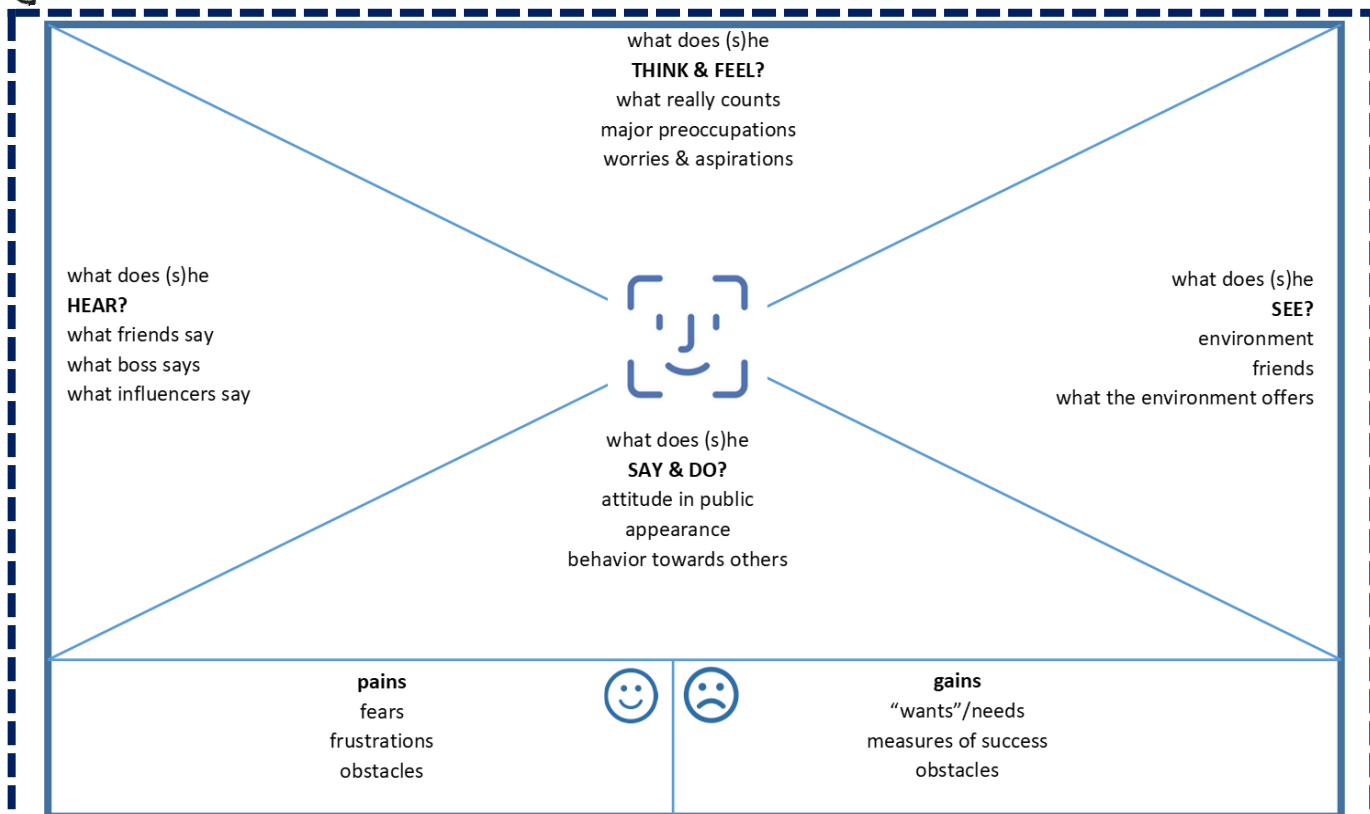 what does (s)he
THINK & FEEL?
what really counts
major preoccupations
worries & aspirations
what does (s)he
HEAR?
what friends say
what boss says
what influencers say
what does (s)he
SEE?
environment
friends
what the environment offers
what does (s)he
SAY & DO?
attitude in public
appearance
behavior towards others
pains
fears
frustrations
obstacles
gains
“wants”/needs
measures of success
obstacles